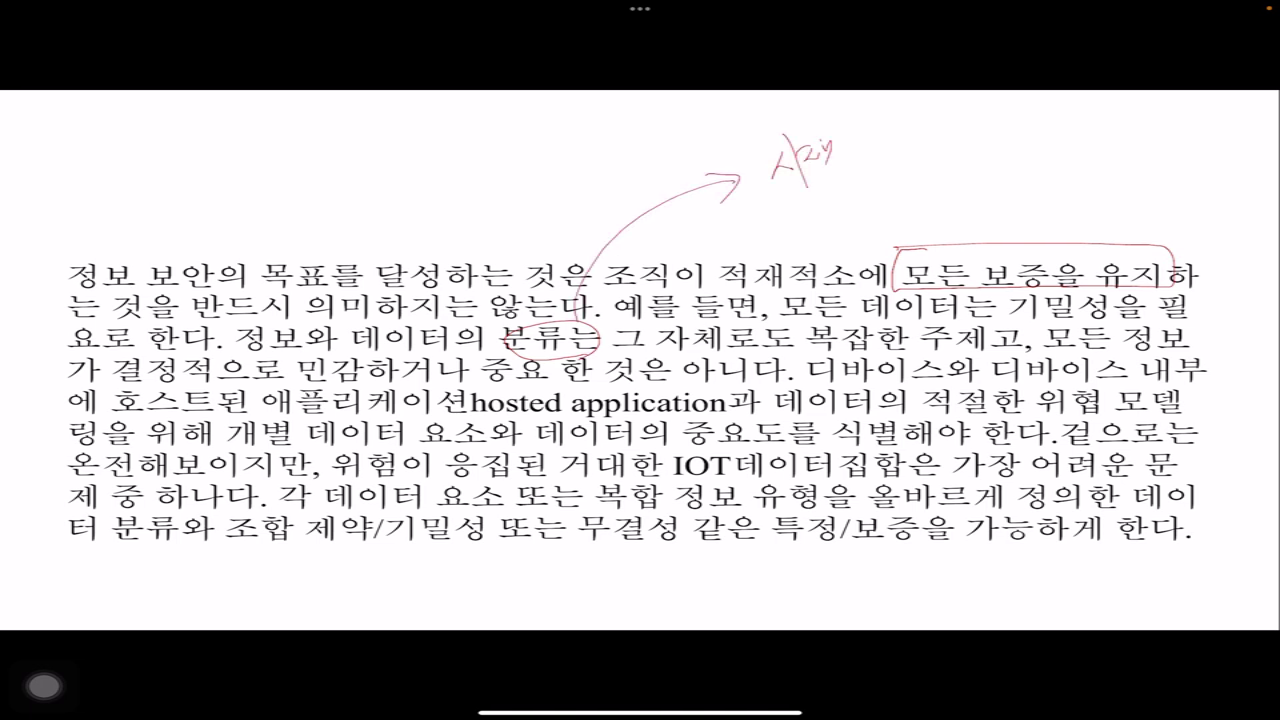 정보 보안의 목표를 달성하는 것은 조직이 적재적소에 모든 보증을 유지하
는 것을 반드시 의미하지는 않는다. 예를 들면, 모든 데이터는 기밀성을 필
요로 한다. 정보와 데이터의 분류는 그 자체로도 복잡한 주제고, 모든 정보
가 결정적으로 민감하거나 중요 한 것은 아니다. 디바이스와 디바이스 내부
에 호스트된 애플리케이션hosted application과 데이터의 적절한 위협 모델
링을 위해 개별 데이터 요소와 데이터의 중요도를 식별해야 한다.겉으로는
온전해보이지만, 위험이 응집된 거대한 IOT데이터집합은 가장 어려운 문
제 중 하나다. 각 데이터 요소 또는 복합 정보 유형을 올바르게 정의한 데이
터 분류와 조합 제약/기밀성 또는 무결성 같은 특정/보증을 가능하게 한다.